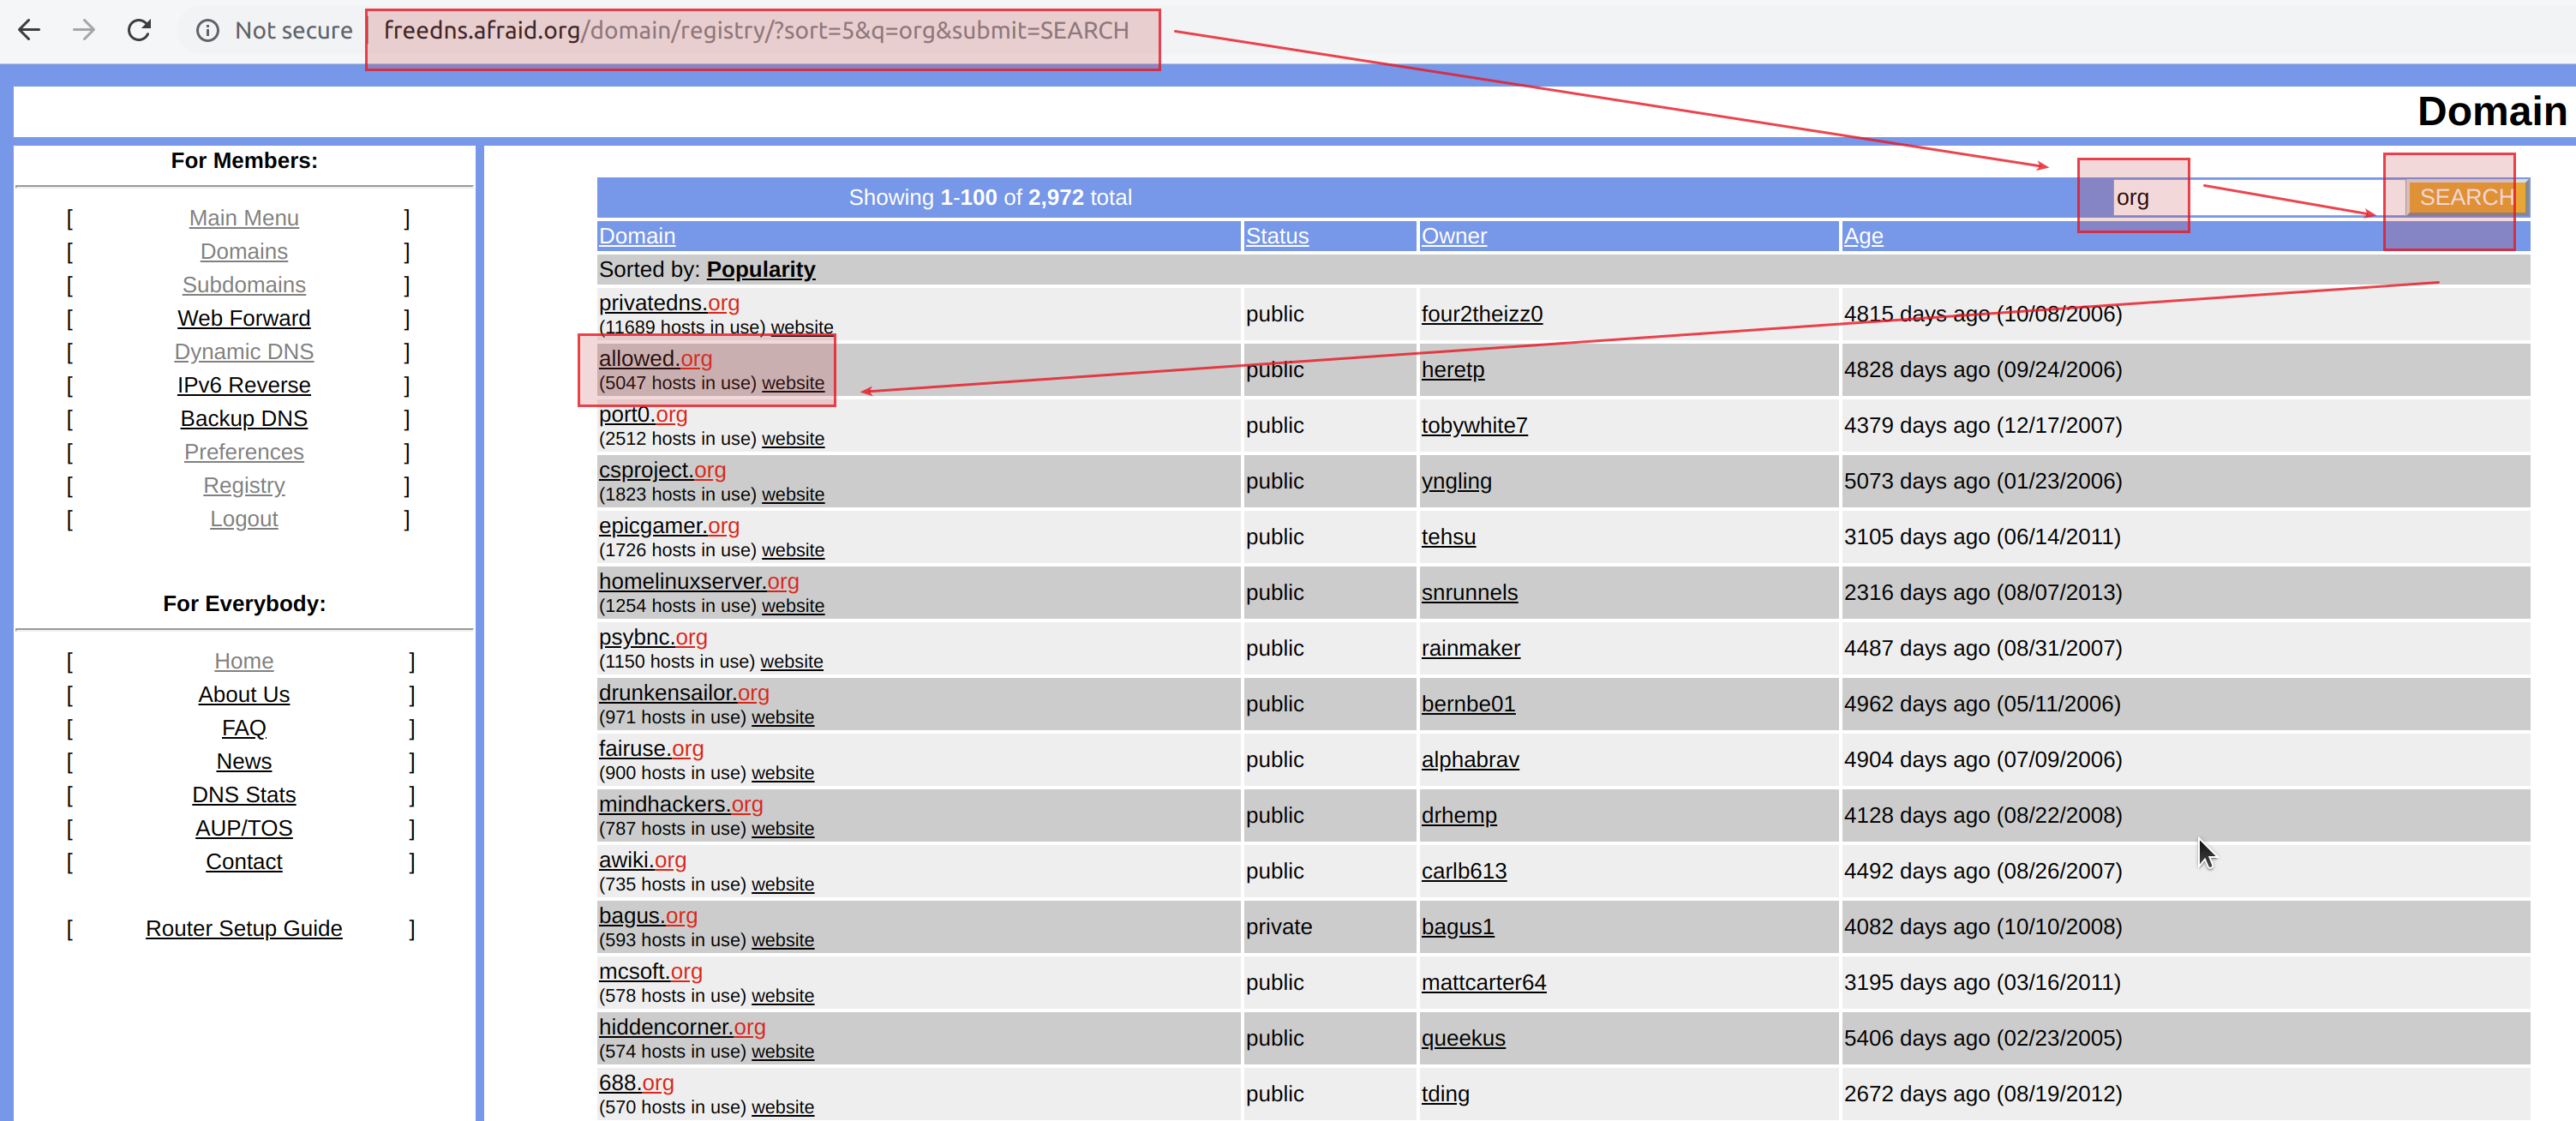 Not secure freedns.afraid.org/domain/registry/?sort=5&q=org&submit=SEARCH
Domain
For Members:
[ Main Menu ]
[ Domains ]
[ Subdomains ]
[ Web Forward ]
[ Dynamic DNS ]
[ IPv6 Reverse ]
[ Backup DNS ]
[ Preferences ]
[ Registry ]
[ Logout ]
For Everybody:
[ Home ]
[ About Us ]
[ FAQ ]
[ News ]
[ DNS Stats ]
[ AUP/TOS ]
[ Contact ]
[ Router Setup Guide ]
Showing 1-100 of 2,972 total org SEARCH
Domain Status Owner Age
Sorted by: Popularity
privatedns.org
(11689 hosts in use) website public four2theizz0 4815 days ago (10/08/2006)
allowed.org
(5047 hosts in use) website public heretp 4828 days ago (09/24/2006)
port0.org
(2512 hosts in use) website public tobywhite7 4379 days ago (12/17/2007)
csproject.org
(1823 hosts in use) website public yngling 5073 days ago (01/23/2006)
epicgamer.org
(1726 hosts in use) website public tehsu 3105 days ago (06/14/2011)
homelinuxserver.org
(1254 hosts in use) website public snrunnels 2316 days ago (08/07/2013)
psybnc.org
(1150 hosts in use) website public rainmaker 4487 days ago (08/31/2007)
drunkensailor.org
(971 hosts in use) website public bernbe01 4962 days ago (05/11/2006)
fairuse.org
(900 hosts in use) website public alphabrav 4904 days ago (07/09/2006)
mindhackers.org
(787 hosts in use) website public drhemp 4128 days ago (08/22/2008)
awiki.org
(735 hosts in use) website public carlb613 4492 days ago (08/26/2007)
bagus.org
(593 hosts in use) website private bagus1 4082 days ago (10/10/2008)
mcsoft.org
(578 hosts in use) website public mattcarter64 3195 days ago (03/16/2011)
hiddencorner.org
(574 hosts in use) website public queekus 5406 days ago (02/23/2005)
688.org
(570 hosts in use) website public tding 2672 days ago (08/19/2012)